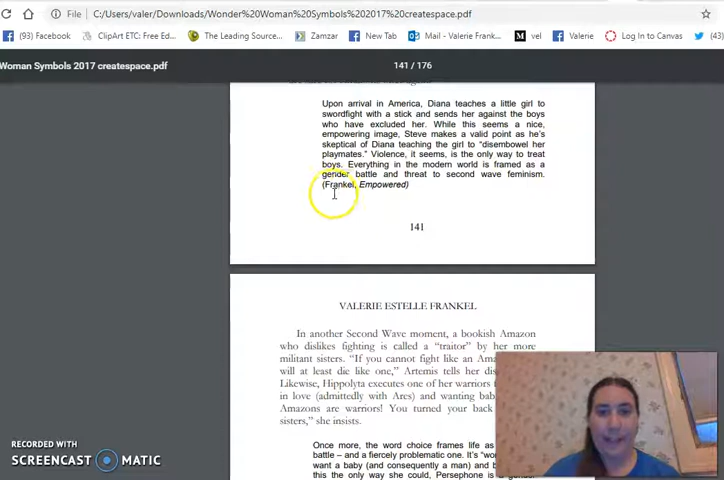 File | C:/Users/valer/Downloads/Wonder%20Woman%20Symbols%202017%20createspace.pdf
(93) Facebook ClipArt ETC: Free Ed... The Leading Source... Zamzar New Tab Mail - Valerie Frank... vel Valerie Log In to Canvas (43)
Woman Symbols 2017 createspace.pdf 141 / 176
Upon arrival in America, Diana teaches a little girl to
swordfight with a stick and sends her against the boys
who have excluded her. While this seems a nice,
empowering image, Steve makes a valid point as he's
skeptical of Diana teaching the girl to “disembowel her
playmates.” Violence, it seems, is the only way to treat
boys. Everything in the modern world is framed as a
gender battle and threat to second wave feminism.
(Frankel, Empowered)
141
VALERIE ESTELLE FRANKEL
In another Second Wave moment, a bookish Amazon
who dislikes fighting is called a “traitor” by her more
militant sisters. “If you cannot fight like an
will at least die like one,” Artemis tells her
Likewise, Hippolyta executes one of her warriors
in love (admittedly with Ares) and wanting
Amazons are warriors! You turned your back
sisters,” she insists.
Once more, the word choice frames life
battle – and a fiercely problematic one. It's
want a baby (and consequently a man) and
this the only way she could, Persephone is
RECORDED WITH
SCREENCAST MATIC